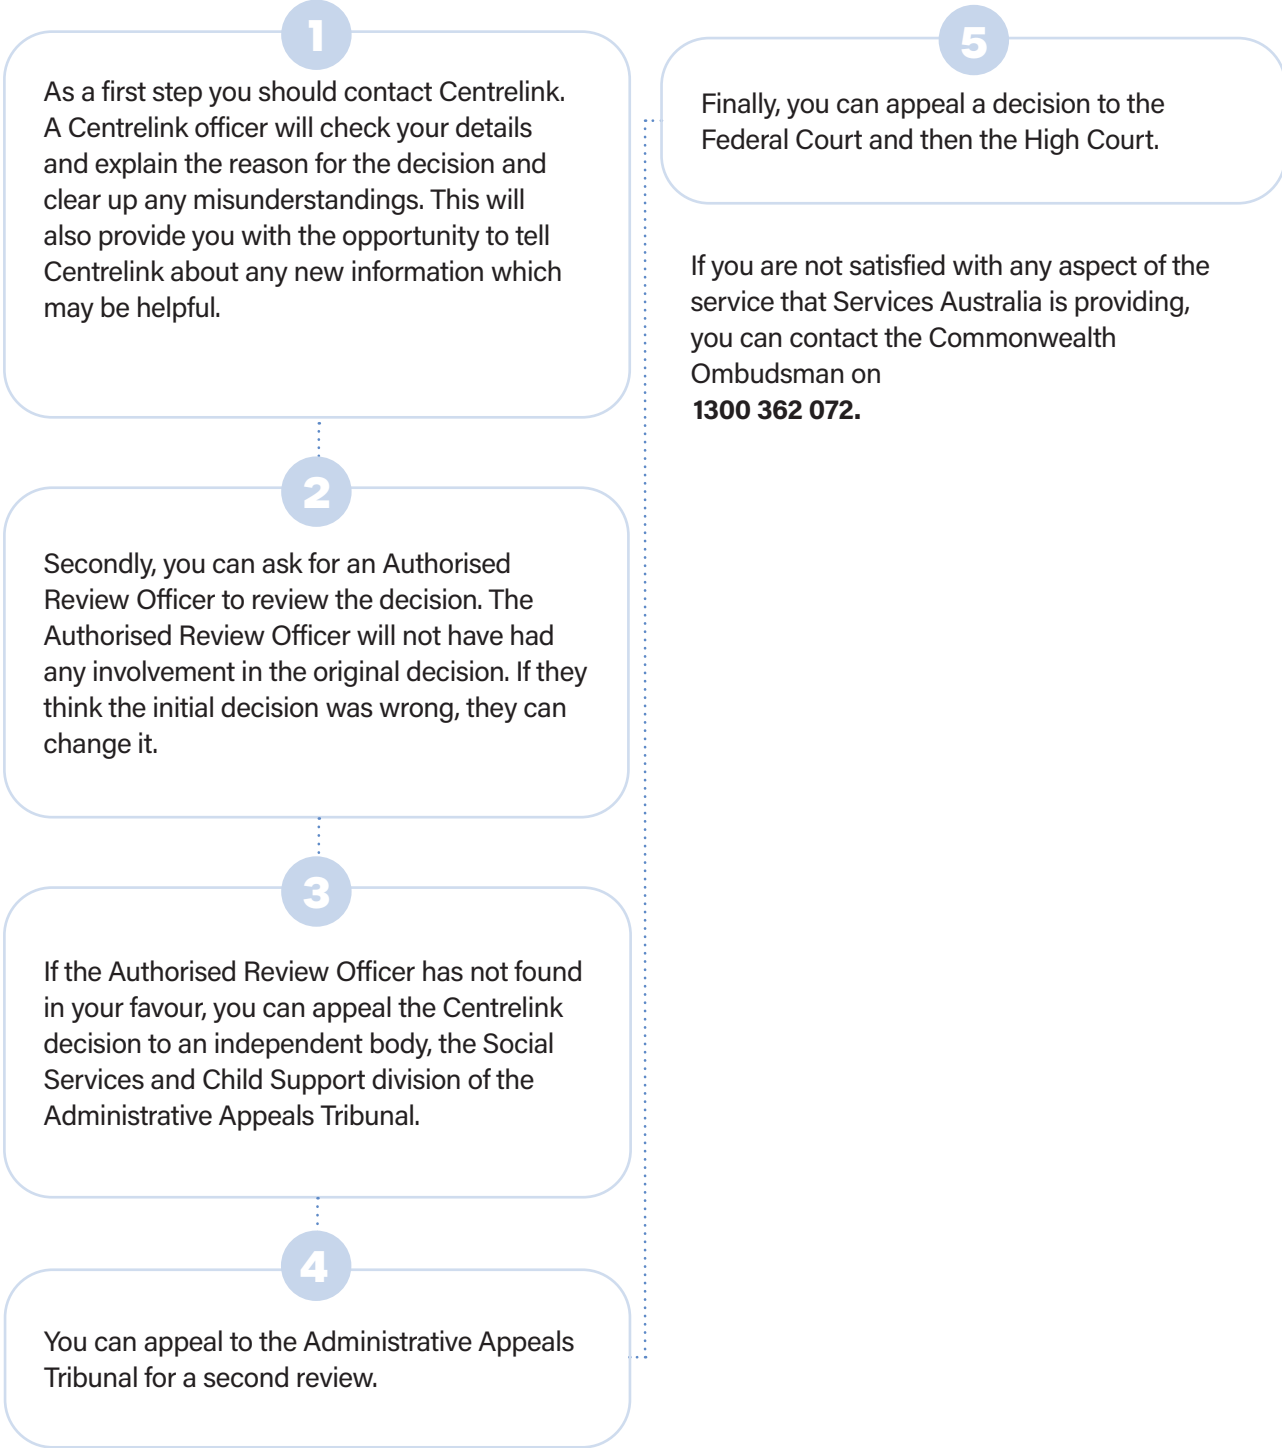 1
As a first step you should contact Centrelink.
A Centrelink officer will check your details
and explain the reason for the decision and
clear up any misunderstandings. This will
also provide you with the opportunity to tell
Centrelink about any new information which
may be helpful.
2
Secondly, you can ask for an Authorised
Review Officer to review the decision. The
Authorised Review Officer will not have had
any involvement in the original decision. If they
think the initial decision was wrong, they can
change it.
3
If the Authorised Review Officer has not found
in your favour, you can appeal the Centrelink
decision to an independent body, the Social
Services and Child Support division of the
Administrative Appeals Tribunal.
4
You can appeal to the Administrative Appeals
Tribunal for a second review.
5
Finally, you can appeal a decision to the
Federal Court and then the High Court.
If you are not satisfied with any aspect of the
service that Services Australia is providing,
you can contact the Commonwealth
Ombudsman on
1300 362 072.